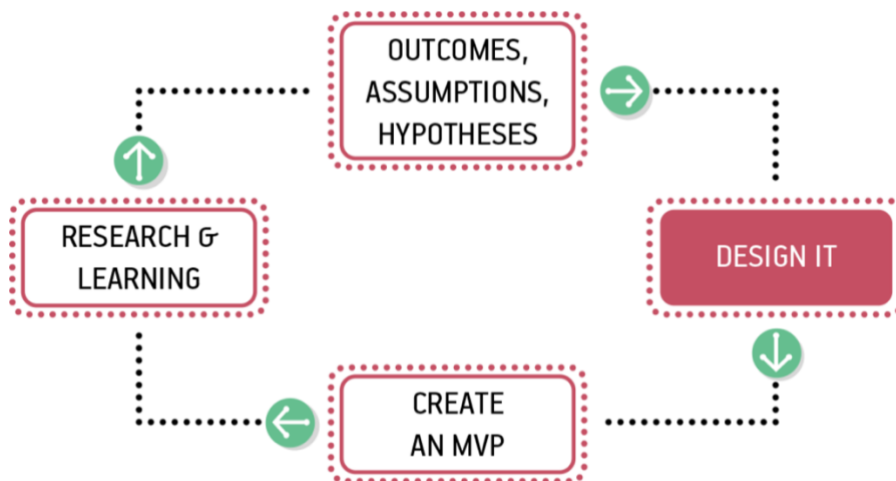 OUTCOMES,
ASSUMPTIONS,
HYPOTHESES
RESEARCH &
LEARNING
DESIGN IT
CREATE
AN MVP